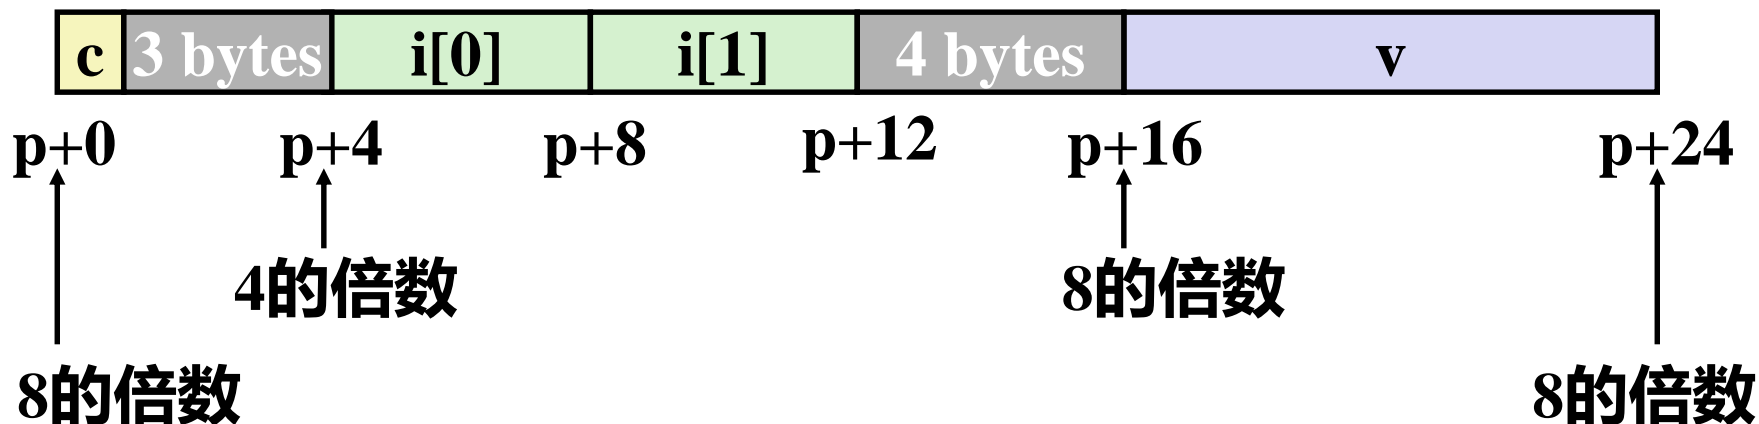 c 3 bytes i[0] i[1] 4 bytes v
p+0 p+4 p+8 p+12 p+16 p+24
4的倍数 8的倍数
8的倍数 8的倍数